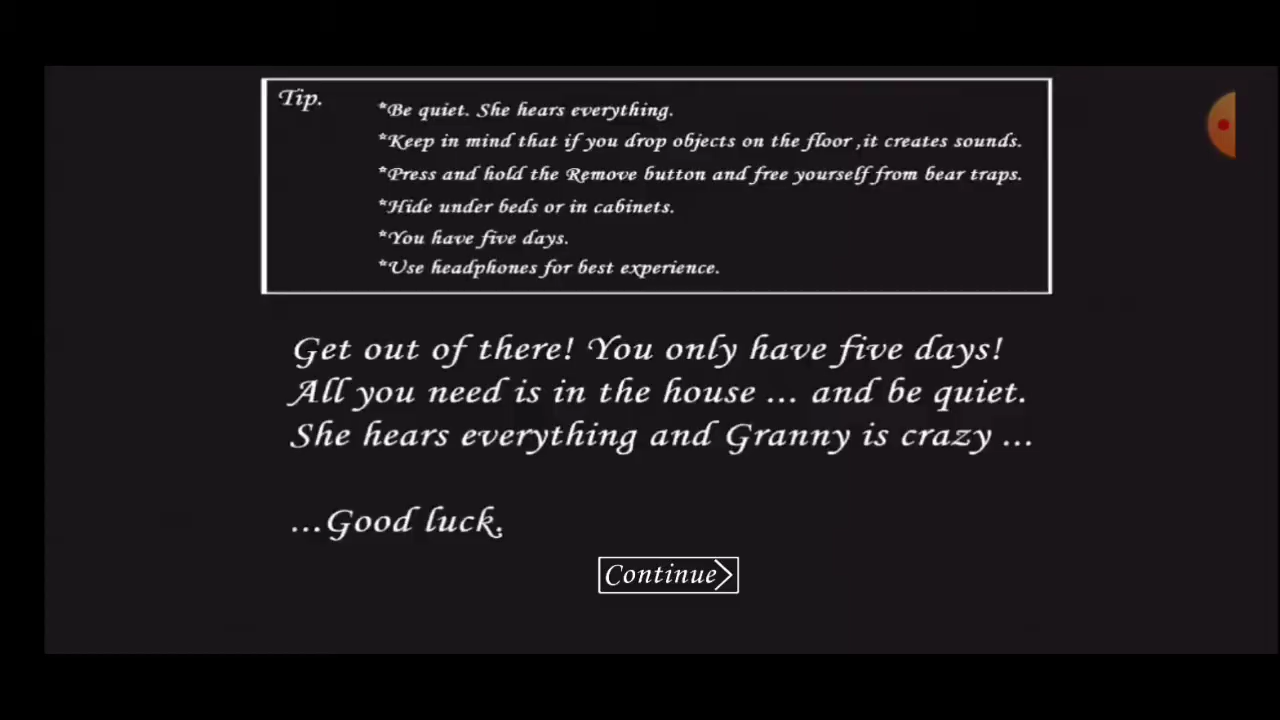 Tip.
*Be quiet. She hears everything.
*Keep in mind that if you drop objects on the floor ,it creates sounds.
*Press and hold the Remove button and free yourself from bear traps.
*Hide under beds or in cabinets.
*You have five days.
*Use headphones for best experience.
Get out of there! You only have five days!
All you need is in the house ... and be quiet.
She hears everything and Granny is crazy ...
...Good luck.
Continue